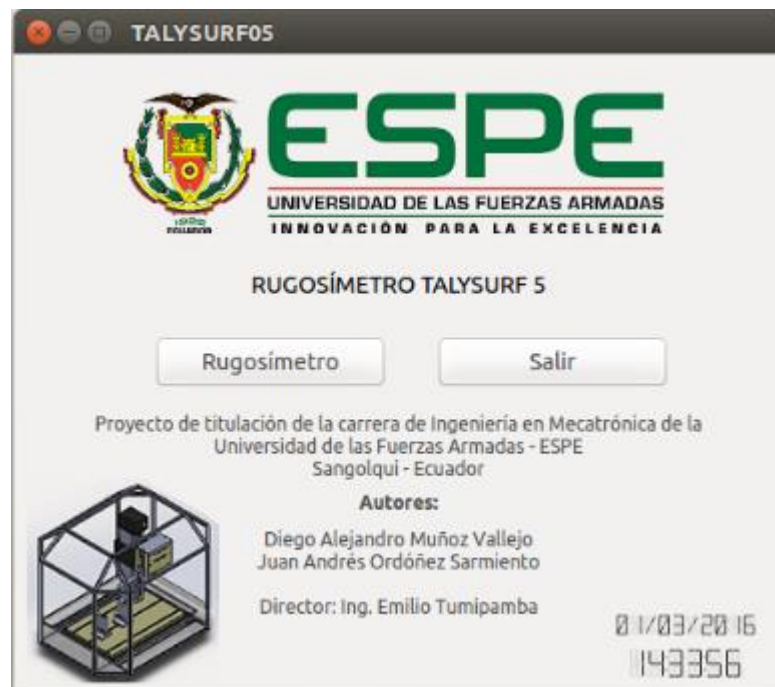 TALYSURF05
ESPE
UNIVERSIDAD DE LAS FUERZAS ARMADAS
INNOVACIÓN PARA LA EXCELENCIA
ECUADOR
RUGOSÍMETRO TALYSURF 5
Rugosímetro
Salir
Proyecto de titulación de la carrera de Ingeniería en Mecatrónica de la
Universidad de las Fuerzas Armadas - ESPE
Sangolqui - Ecuador
Autores:
Diego Alejandro Muñoz Vallejo
Juan Andrés Ordóñez Sarmiento
Director: Ing. Emilio Tumipamba
01/03/2016
143356